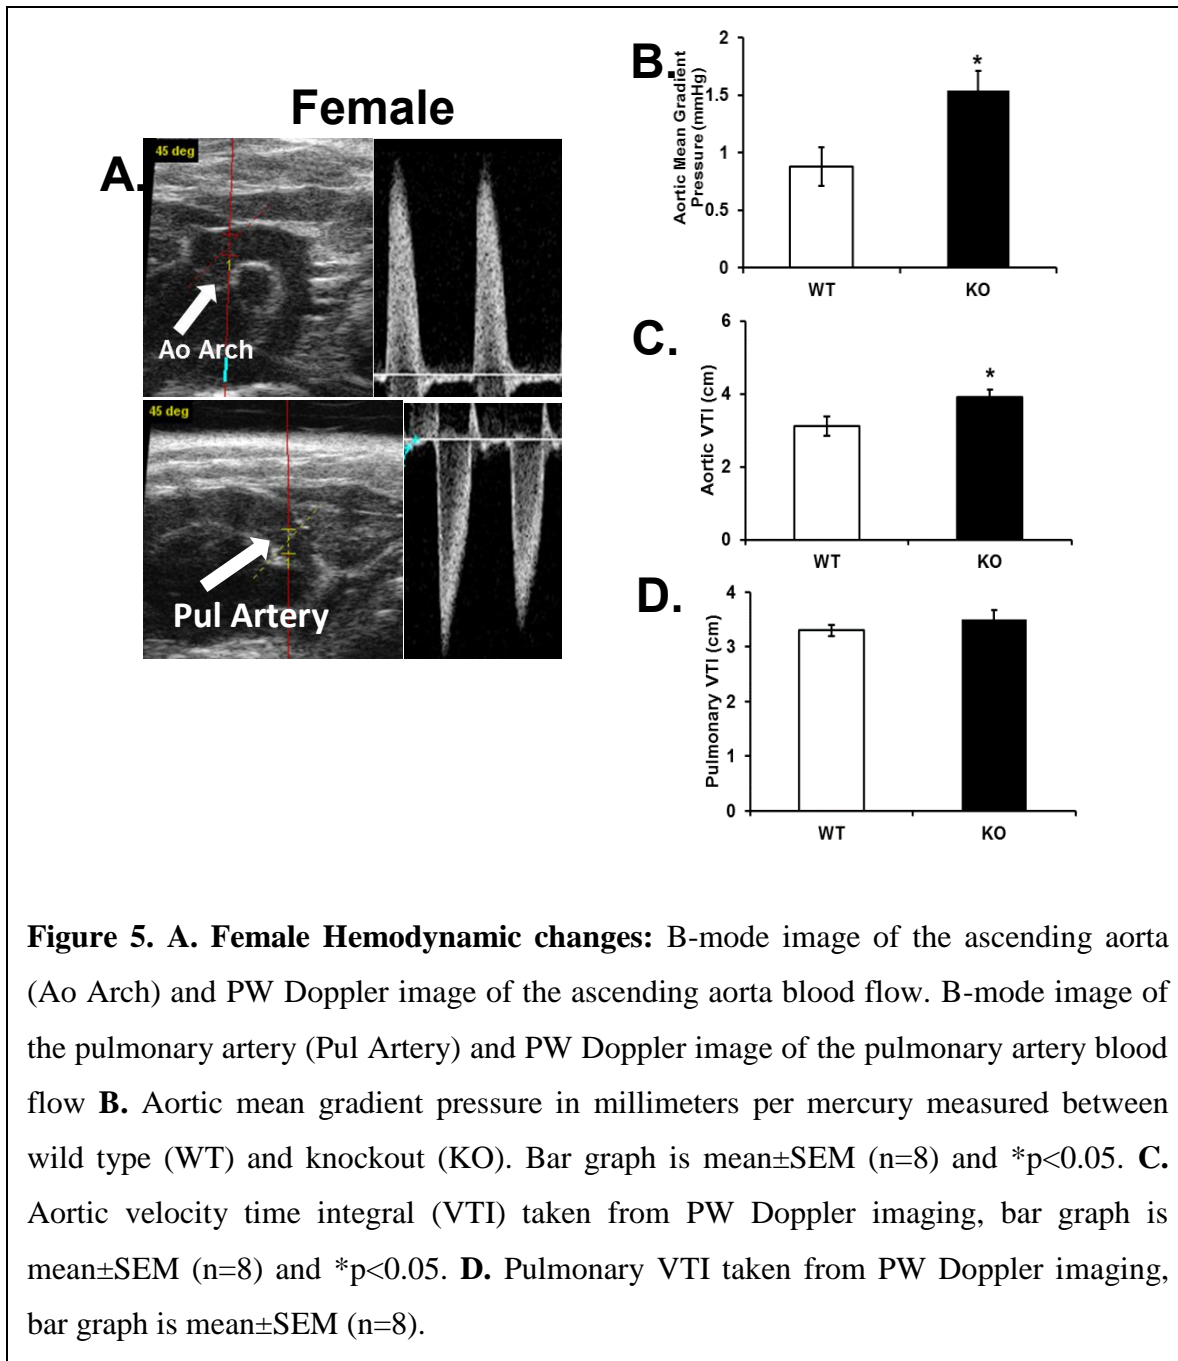 Female
A.
45 deg
1
Ao Arch
45 deg
Pul Artery
B.
Aortic Mean Gradient
Pressure (mmHg)
2
1.5
1
0.5
0
*
WT
KO
C.
Aortic VTI (cm)
6
4
2
0
*
WT
KO
D.
Pulmonary VTI (cm)
4
3
2
1
0
WT
KO
Figure 5. A. Female Hemodynamic changes: B-mode image of the ascending aorta
(Ao Arch) and PW Doppler image of the ascending aorta blood flow. B-mode image of
the pulmonary artery (Pul Artery) and PW Doppler image of the pulmonary artery blood
flow B. Aortic mean gradient pressure in millimeters per mercury measured between
wild type (WT) and knockout (KO). Bar graph is mean±SEM (n=8) and *p<0.05. C.
Aortic velocity time integral (VTI) taken from PW Doppler imaging, bar graph is
mean±SEM (n=8) and *p<0.05. D. Pulmonary VTI taken from PW Doppler imaging,
bar graph is mean±SEM (n=8).